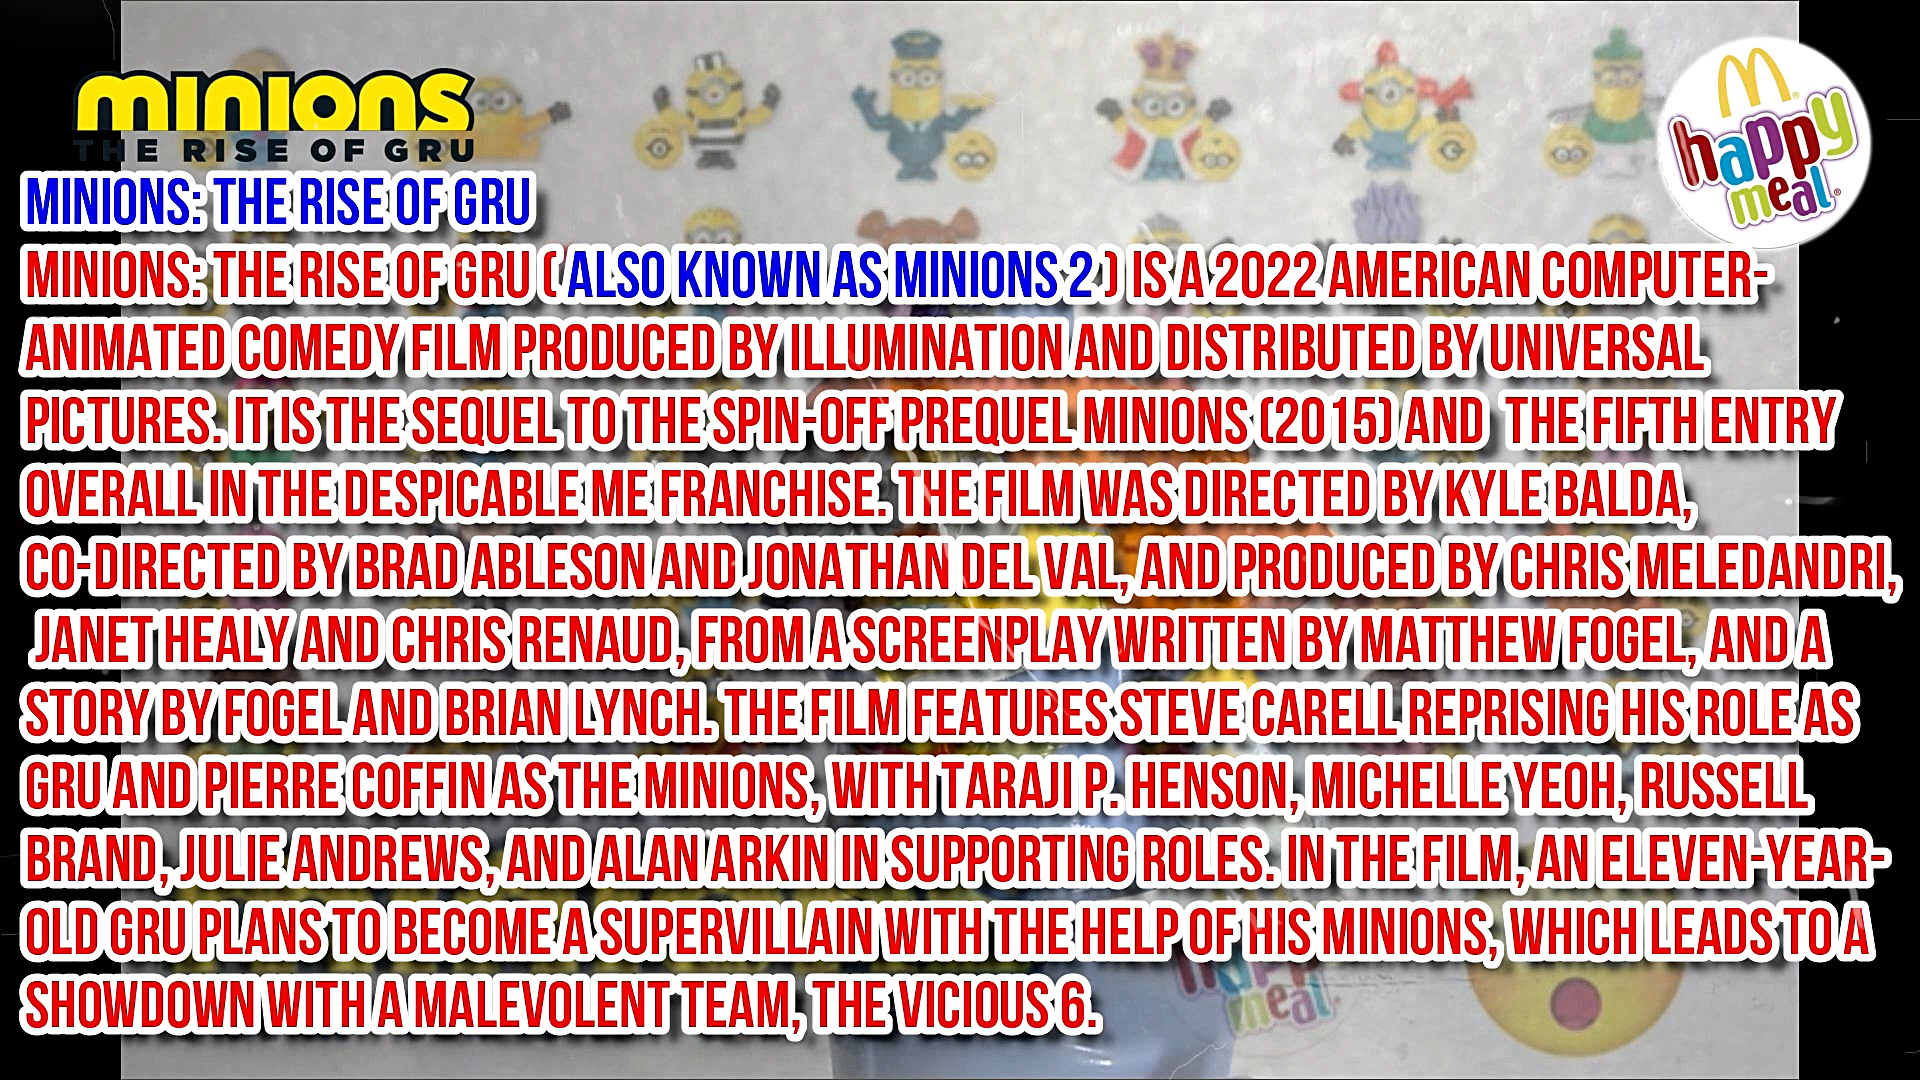 MINIONS
THE RISE OF GRU
M
happy
meal
MINIONS: THE RISE OF GRU
MINIONS: THE RISE OF GRU ( ALSO KNOWN AS MINIONS 2 ) IS A 2022 AMERICAN COMPUTER-
ANIMATED COMEDY FILM PRODUCED BY ILLUMINATION AND DISTRIBUTED BY UNIVERSAL
PICTURES. IT IS THE SEQUEL TO THE SPIN-OFF PREQUEL MINIONS (2015) AND THE FIFTH ENTRY
OVERALL IN THE DESPICABLE ME FRANCHISE. THE FILM WAS DIRECTED BY KYLE BALDA,
CO-DIRECTED BY BRAD ABLESON AND JONATHAN DEL VAL, AND PRODUCED BY CHRIS MELEDANDRI,
JANET HEALY AND CHRIS RENAUD, FROM A SCREENPLAY WRITTEN BY MATTHEW FOGEL, AND A
STORY BY FOGEL AND BRIAN LYNCH. THE FILM FEATURES STEVE CARELL REPRISING HIS ROLE AS
GRU AND PIERRE COFFIN AS THE MINIONS, WITH TARAJI P. HENSON, MICHELLE YEOH, RUSSELL
BRAND, JULIE ANDREWS, AND ALAN ARKIN IN SUPPORTING ROLES. IN THE FILM, AN ELEVEN-YEAR-
OLD GRU PLANS TO BECOME A SUPERVILLAIN WITH THE HELP OF HIS MINIONS, WHICH LEADS TO A
SHOWDOWN WITH A MALEVOLENT TEAM, THE VICIOUS 6.
happy
meal